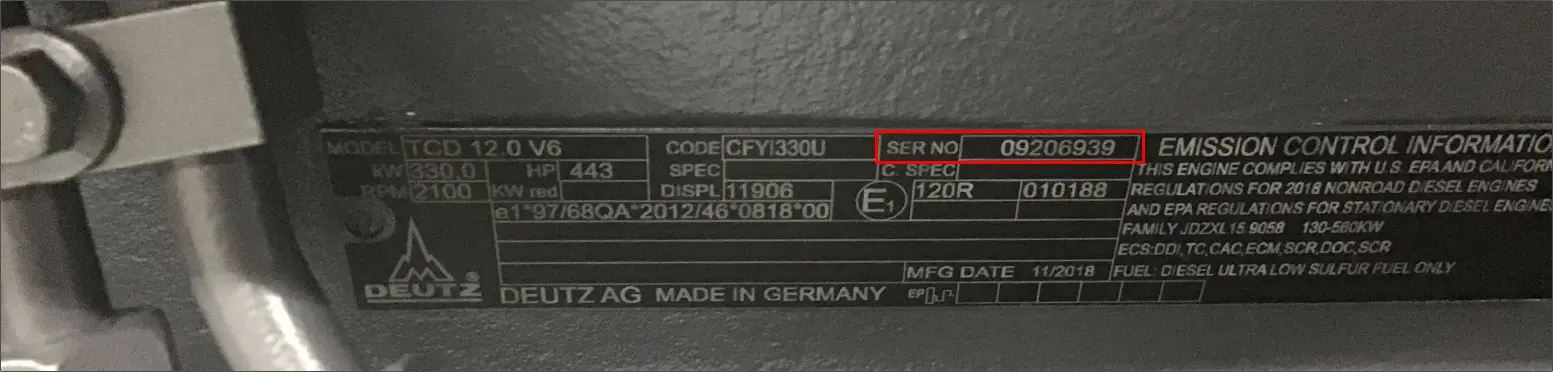 MODEL TCD 12.0 V6 CODE CFYI330U SER NO 09206939
KW 330,0 HP 443 SPEC C. SPEC
RPM 2100 KW red DISPL 11906 E1 120R 010188
e1*97/68QA*2012/46*0818*00
MFG DATE 11/2018
DEUTZ
DEUTZ AG MADE IN GERMANY EP
EMISSION CONTROL INFORMATIO
THIS ENGINE COMPLIES WITH U.S. EPA AND CALIFOR
REGULATIONS FOR 2018 NONROAD DIESEL ENGINES
AND EPA REGULATIONS FOR STATIONARY DIESEL ENGINE
FAMILY JDZXL15.9058 130-560KW
ECS:DDI,TC,CAC,ECM,SCR,DOC,SCR
FUEL: DIESEL ULTRA LOW SULFUR FUEL ONLY